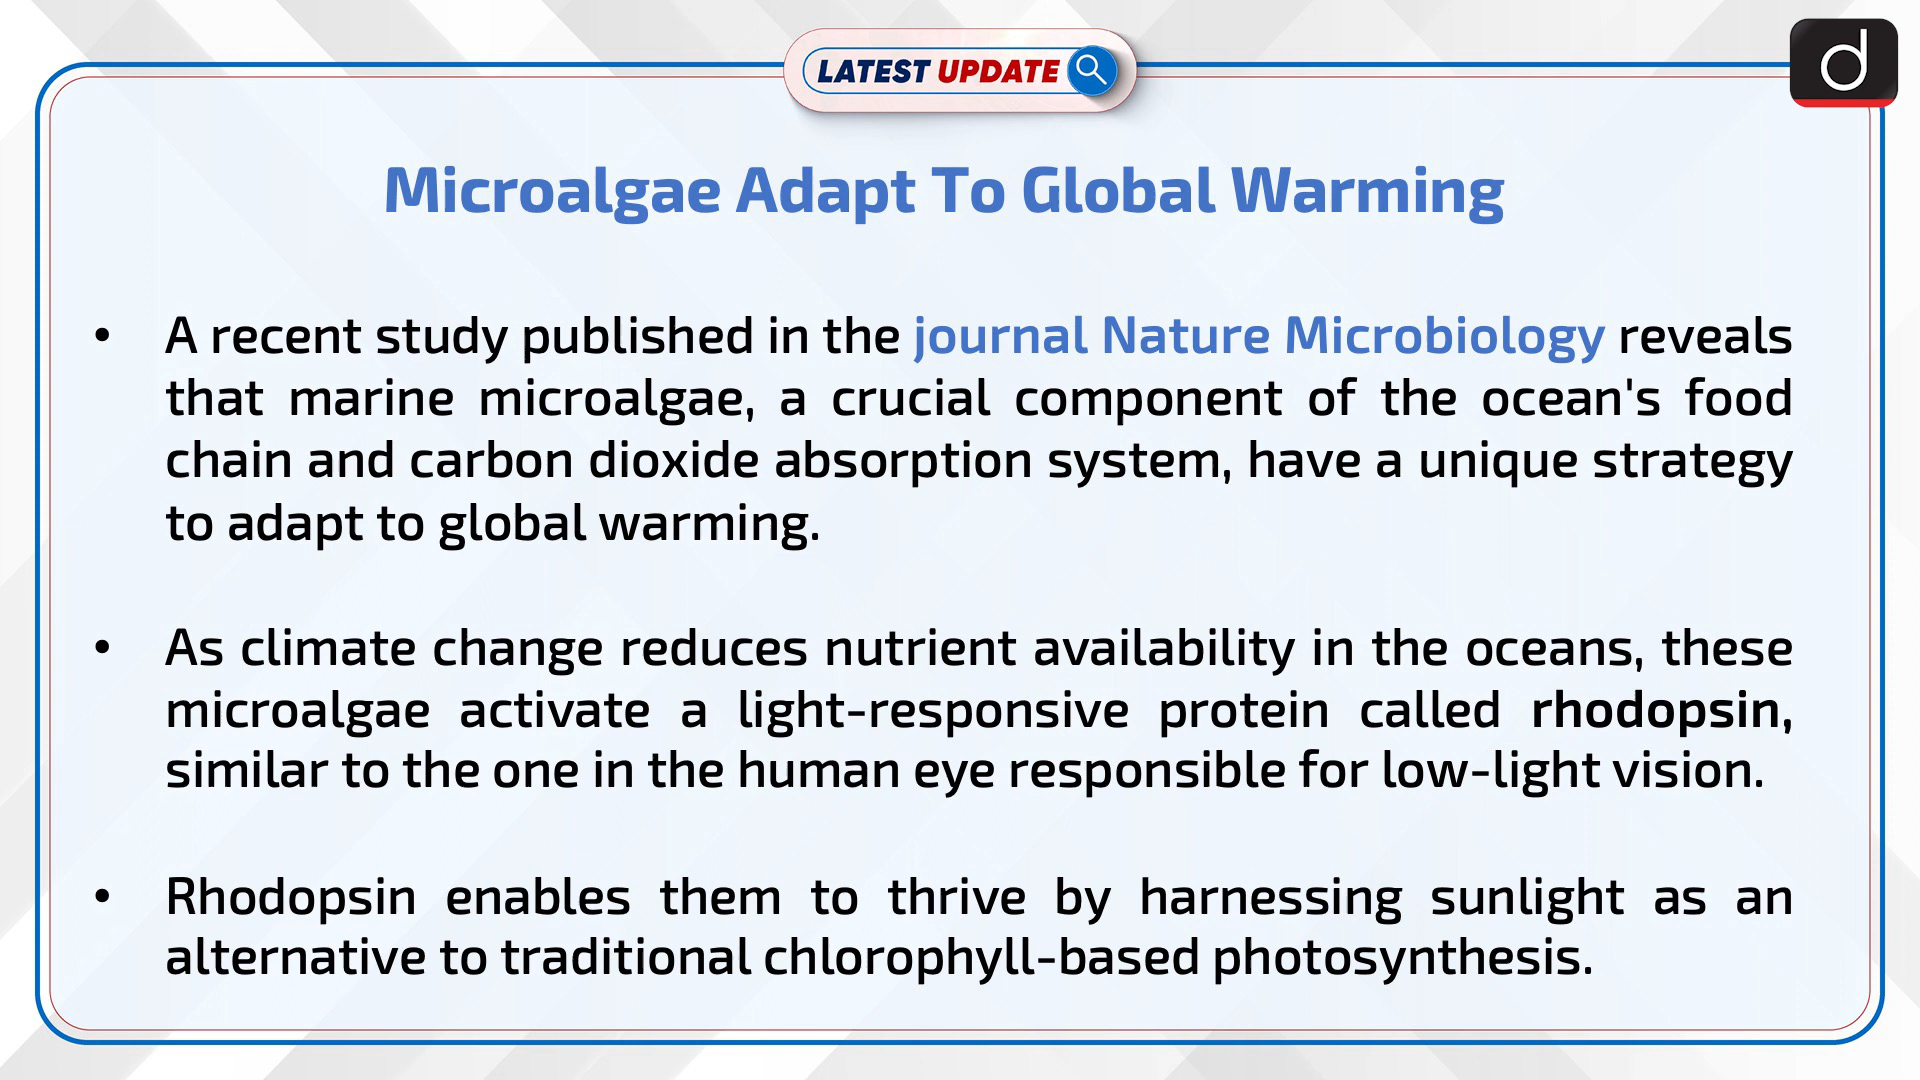 LATEST UPDATE
d
Microalgae Adapt To Global Warming
• A recent study published in the journal Nature Microbiology reveals
that marine microalgae, a crucial component of the ocean's food
chain and carbon dioxide absorption system, have a unique strategy
to adapt to global warming.
• As climate change reduces nutrient availability in the oceans, these
microalgae activate a light-responsive protein called rhodopsin,
similar to the one in the human eye responsible for low-light vision.
• Rhodopsin enables them to thrive by harnessing sunlight as an
alternative to traditional chlorophyll-based photosynthesis.